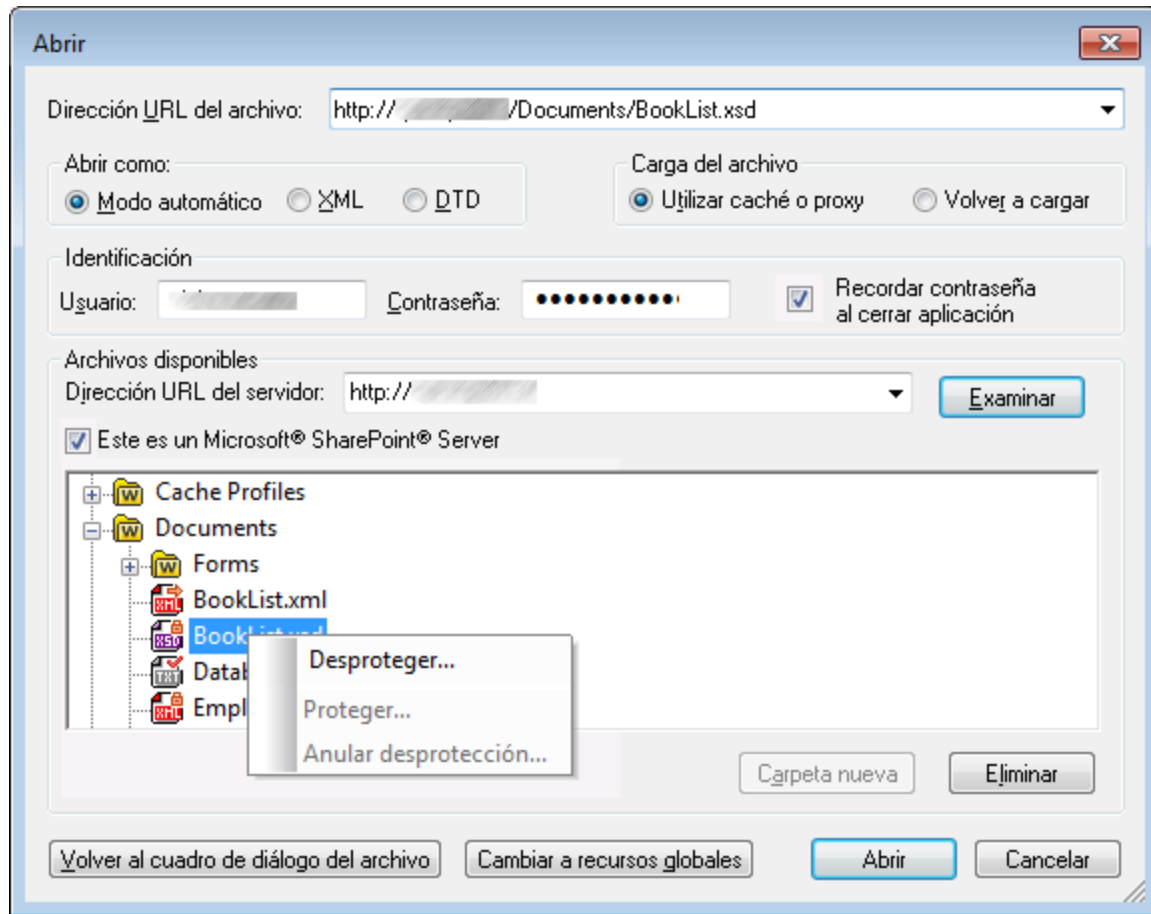 Abrir
Dirección URL del archivo: http:// /Documents/BookList.xsd
Abrir como:
Modo automático XML DTD
Carga del archivo
Utilizar caché o proxy Volver a cargar
Identificación
Usuario: Contraseña:
Recordar contraseña
al cerrar aplicación
Archivos disponibles
Dirección URL del servidor: http:// Examinar
Este es un Microsoft® SharePoint® Server
Cache Profiles
Documents
Forms
BookList.xml
BookList.xsd
Desproteger...
Proteger...
Anular desprotección...
Carpeta nueva Eliminar
Volver al cuadro de diálogo del archivo Cambiar a recursos globales Abrir Cancelar